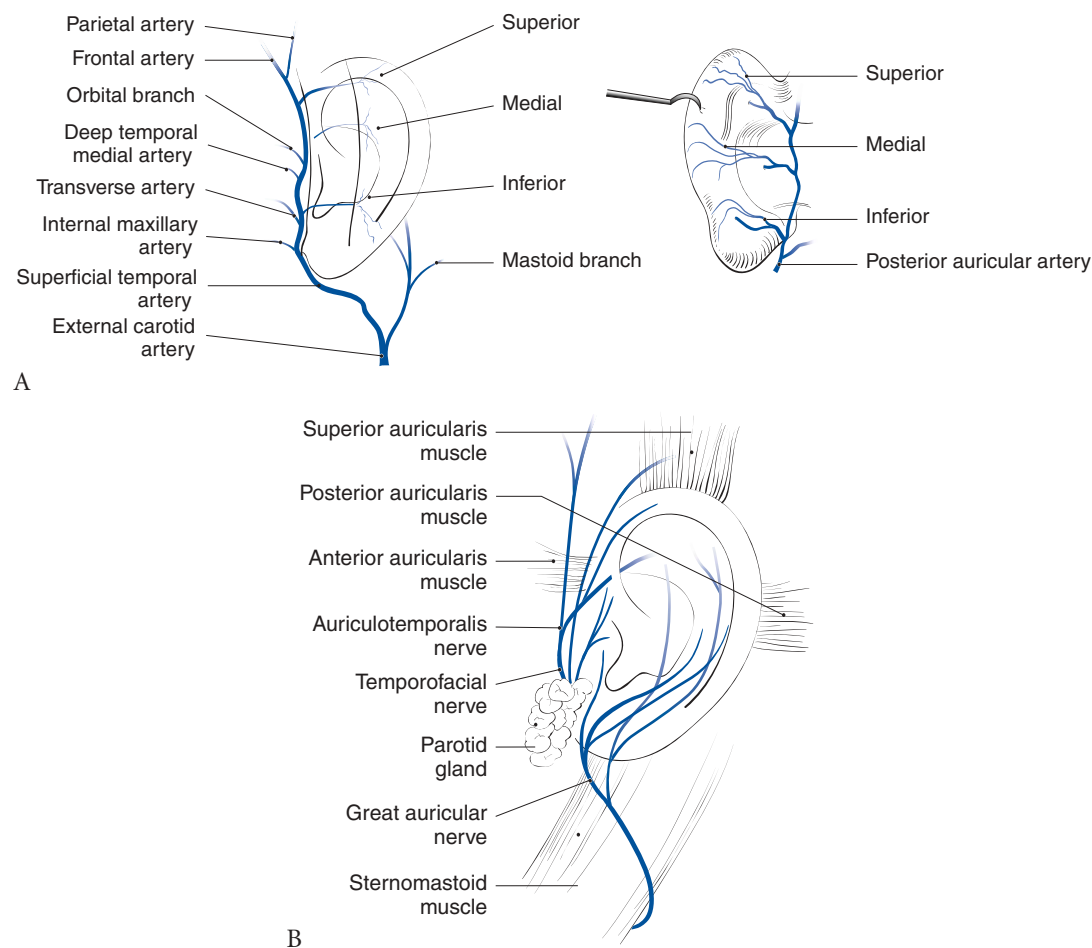 Parietal artery
Frontal artery
Orbital branch
Deep temporal
medial artery
Transverse artery
Internal maxillary
artery
Superficial temporal
artery
External carotid
artery
Superior
Medial
Inferior
Mastoid branch
Superior
Medial
Inferior
Posterior auricular artery
A
Superior auricularis
muscle
Posterior auricularis
muscle
Anterior auricularis
muscle
Auriculotemporalis
nerve
Temporofacial
nerve
Parotid
gland
Great auricular
nerve
Sternomastoid
muscle
B